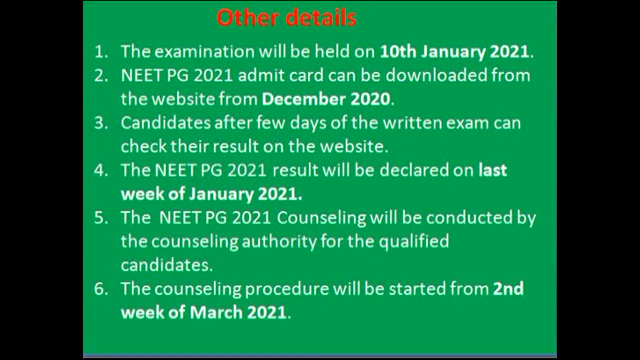 Other details
1. The examination will be held on 10th January 2021.
2. NEET PG 2021 admit card can be downloaded from
the website from December 2020.
3. Candidates after few days of the written exam can
check their result on the website.
4. The NEET PG 2021 result will be declared on last
week of January 2021.
5. The NEET PG 2021 Counseling will be conducted by
the counseling authority for the qualified
candidates.
6. The counseling procedure will be started from 2nd
week of March 2021.